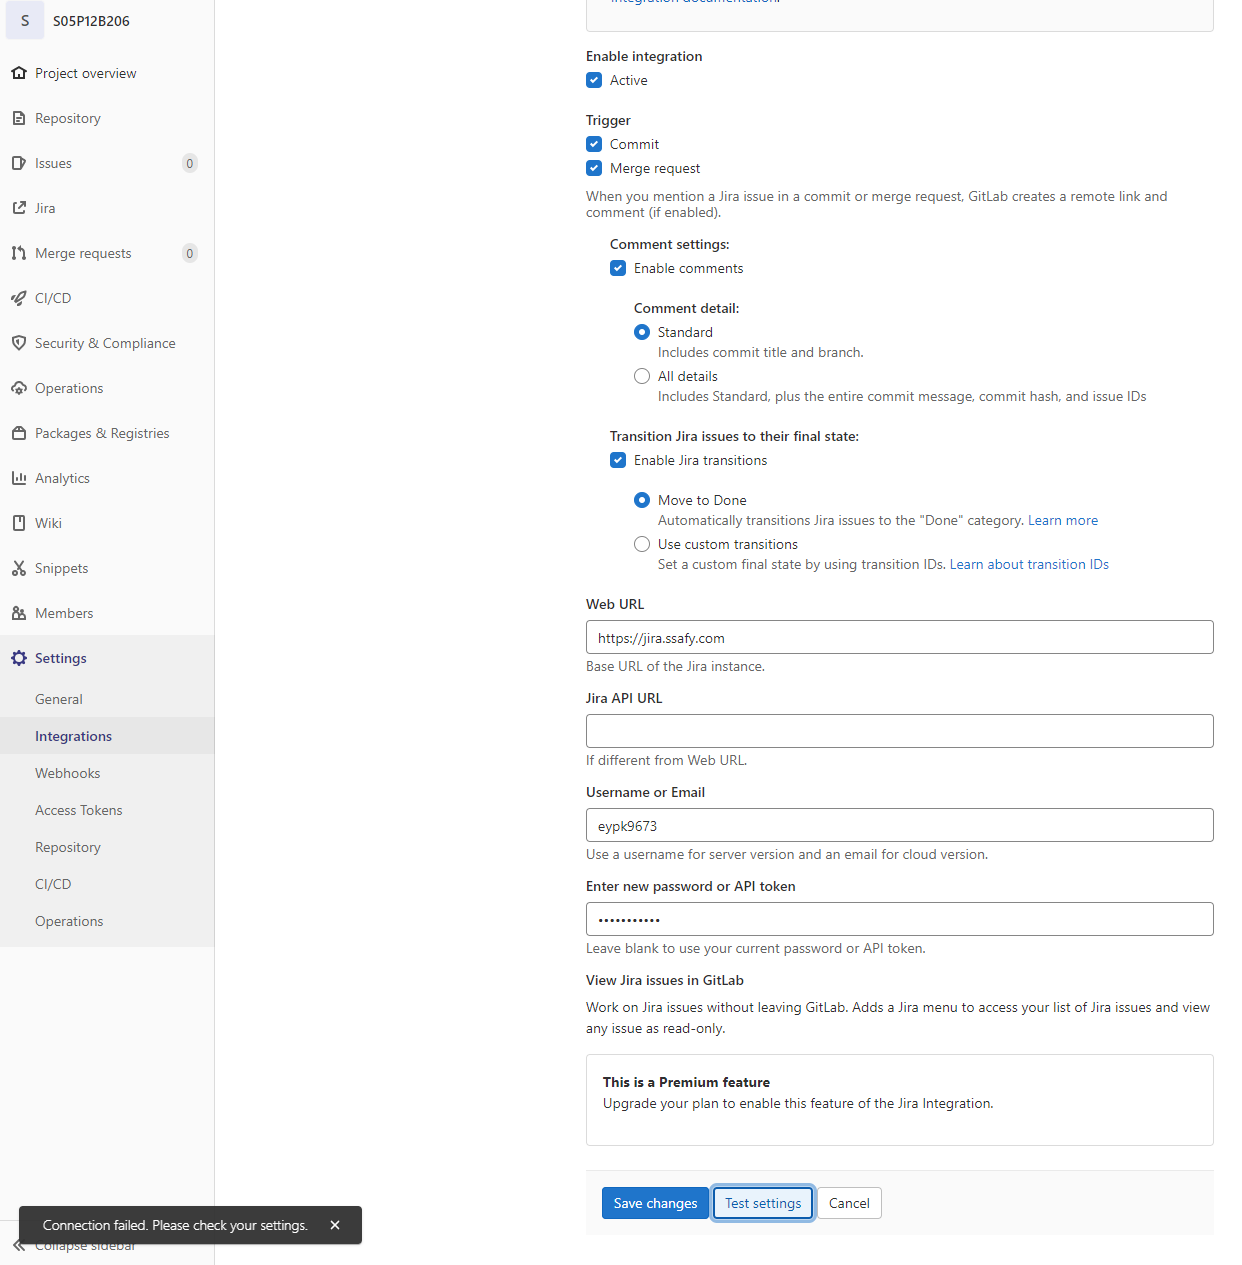 S S05P12B206
Project overview
Repository
Issues 0
Jira
Merge requests 0
CI/CD
Security & Compliance
Operations
Packages & Registries
Analytics
Wiki
Snippets
Members
Settings
General
Integrations
Webhooks
Access Tokens
Repository
CI/CD
Operations
Collapse sidebar
Integration documentation.
Enable integration
Active
Trigger
Commit
Merge request
When you mention a Jira issue in a commit or merge request, GitLab creates a remote link and
comment (if enabled).
Comment settings:
Enable comments
Comment detail:
Standard
Includes commit title and branch.
All details
Includes Standard, plus the entire commit message, commit hash, and issue IDs
Transition Jira issues to their final state:
Enable Jira transitions
Move to Done
Automatically transitions Jira issues to the "Done" category. Learn more
Use custom transitions
Set a custom final state by using transition IDs. Learn about transition IDs
Web URL
https://jira.ssafy.com
Base URL of the Jira instance.
Jira API URL
If different from Web URL.
Username or Email
eypk9673
Use a username for server version and an email for cloud version.
Enter new password or API token
•••••••••••
Leave blank to use your current password or API token.
View Jira issues in GitLab
Work on Jira issues without leaving GitLab. Adds a Jira menu to access your list of Jira issues and view
any issue as read-only.
This is a Premium feature
Upgrade your plan to enable this feature of the Jira Integration.
Save changes Test settings Cancel
Connection failed. Please check your settings.